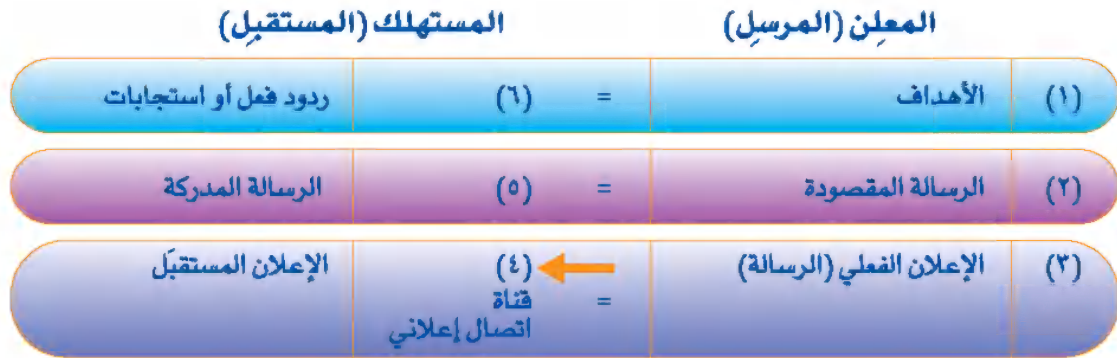 المعلِن (المرسِل) المستهلك (المستقبِل)
(١) الأهداف = (٦) ردود فعل أو استجابات
(٢) الرسالة المقصودة = (٥) الرسالة المدركة
(٣) الإعلان الفعلي (الرسالة) (٤) الإعلان المستقبَل
= قناة
اتصال إعلاني